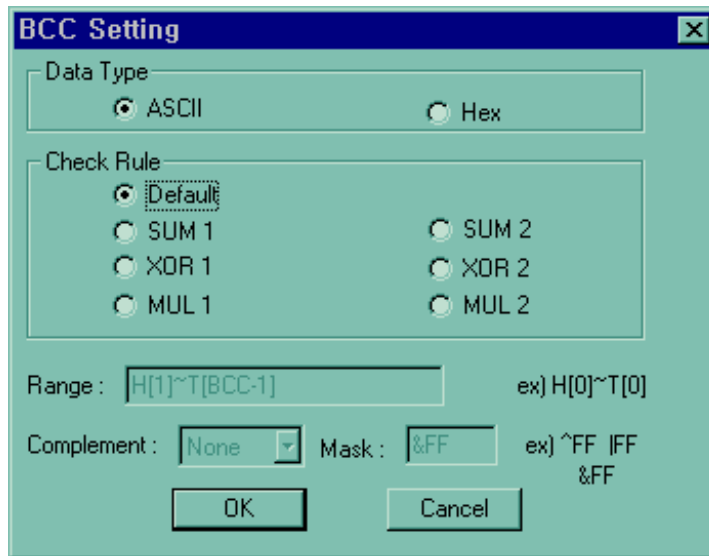 BCC Setting
Data Type
ASCII Hex
Check Rule
Default
SUM 1 SUM 2
XOR 1 XOR 2
MUL 1 MUL 2
Range : H[1]~T[BCC-1] ex) H[0]~T[0]
Complement : None Mask : &FF ex) ^FF |FF
&FF
OK Cancel